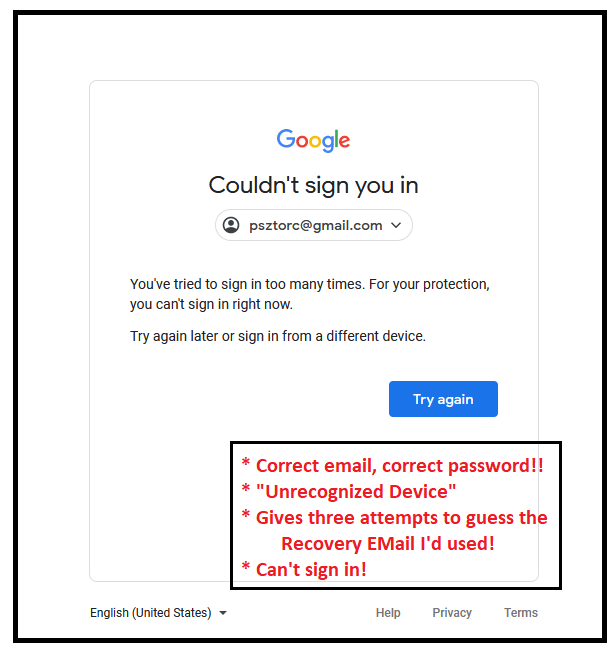 Google
Couldn't sign you in
psztorc@gmail.com
You've tried to sign in too many times. For your protection,
you can't sign in right now.
Try again later or sign in from a different device.
Try again
* Correct email, correct password!!
* "Unrecognized Device"
* Gives three attempts to guess the
Recovery EMail I'd used!
* Can't sign in!
English (United States)
Help Privacy Terms